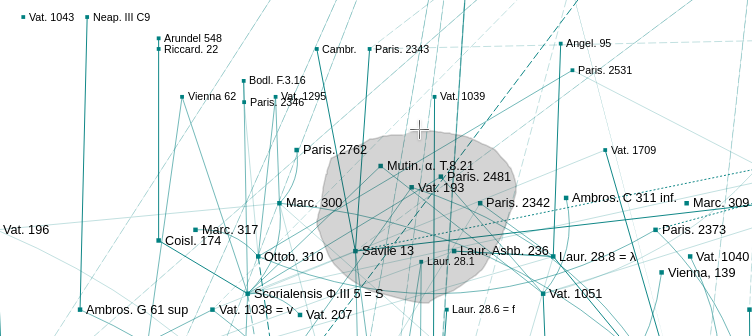 Vat. 1043
Neap. III C9
Arundel 548
Riccard. 22
Cambr.
Paris. 2343
Angel. 95
Paris. 2531
Bodl. F.3.16
Vienna 62
Vat. 1295
Paris. 2346
Vat. 1039
Paris. 2762
Vat. 1709
Mutin. α. T.8.21
Paris. 2481
Vat. 193
Marc. 300
Paris. 2342
Ambros. C 311 inf.
Marc. 309
Vat. 196
Marc. 317
Paris. 2373
Coisl. 174
Savile 13
Laur. Ashb. 236
Ottob. 310
Laur. 28.1
Laur. 28.8 = λ
Vat. 1040
Vienna, 139
Scorialensis Φ.III 5 = S
Vat. 1051
Ambros. G 61 sup
Vat. 1038 = v
Vat. 207
Laur. 28.6 = f